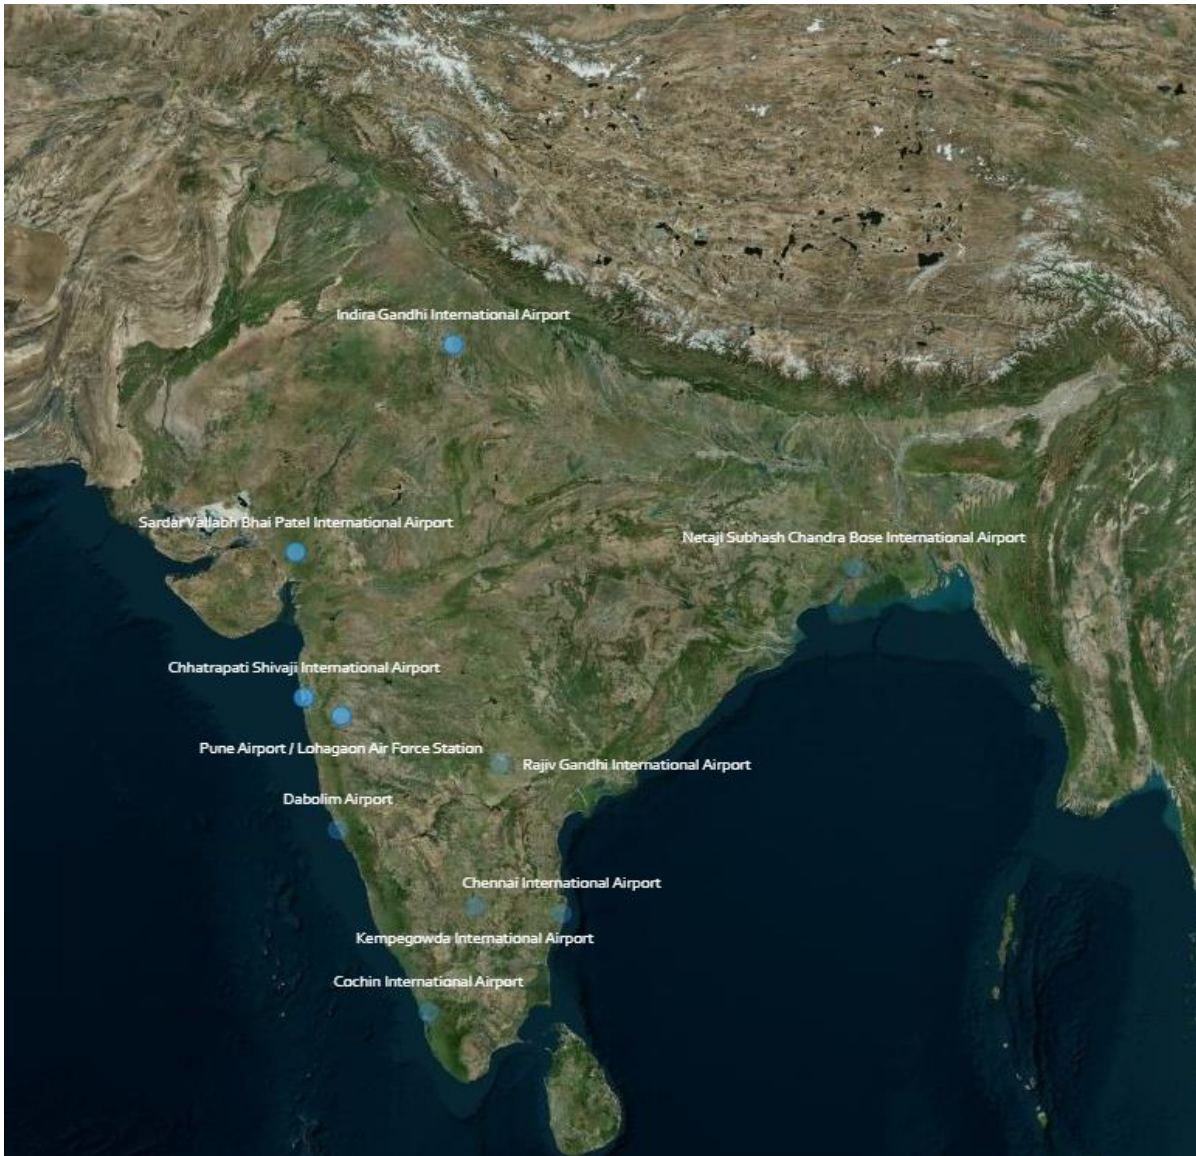 Indira Gandhi International Airport
Sardar Vallabh Bhai Patel International Airport
Netaji Subhash Chandra Bose International Airport
Chhatrapati Shivaji International Airport
Pune Airport / Lohagaon Air Force Station
Rajiv Gandhi International Airport
Dabolim Airport
Chennai International Airport
Kempegowda International Airport
Cochin International Airport